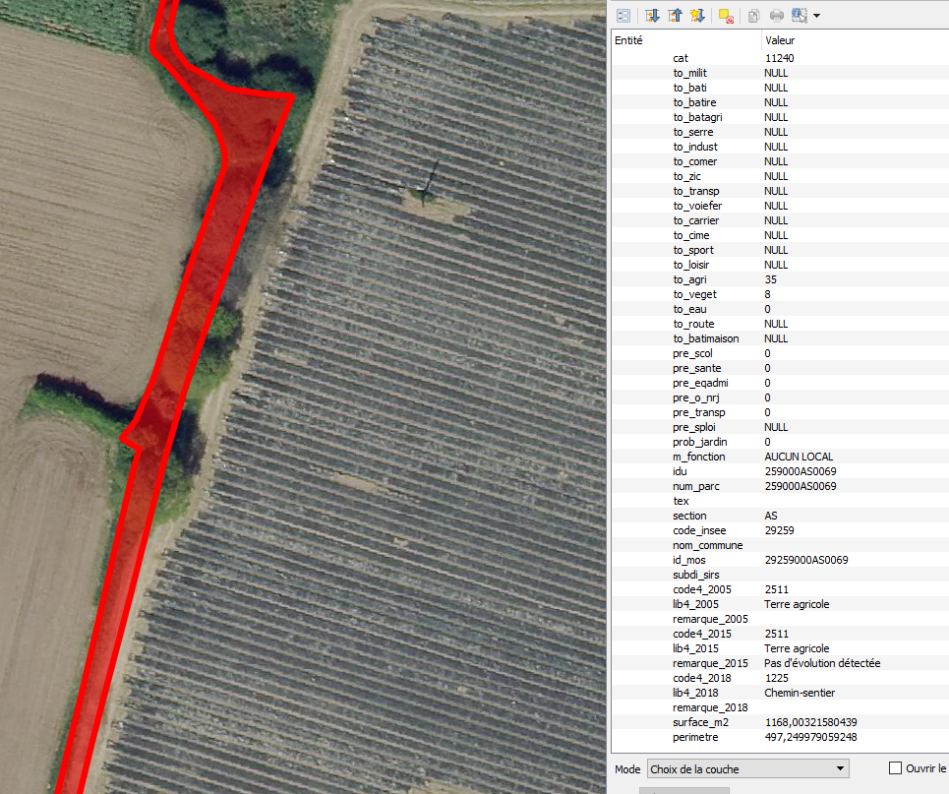 Entité Valeur
cat 11240
to_milit NULL
to_bati NULL
to_batire NULL
to_batagri NULL
to_serre NULL
to_indust NULL
to_comer NULL
to_zic NULL
to_transp NULL
to_voiefer NULL
to_carrier NULL
to_cime NULL
to_sport NULL
to_loisir NULL
to_agri 35
to_veget 8
to_eau 0
to_route NULL
to_batimaison NULL
pre_scol 0
pre_sante 0
pre_eqadmi 0
pre_o_nrj 0
pre_transp 0
pre_sploi NULL
prob_jardin 0
m_fonction AUCUN LOCAL
idu 259000AS0069
num_parc 259000AS0069
tex
section AS
code_insee 29259
nom_commune
id_mos 29259000AS0069
subdi_sirs
code4_2005 2511
lib4_2005 Terre agricole
remarque_2005
code4_2015 2511
lib4_2015 Terre agricole
remarque_2015 Pas d'évolution détectée
code4_2018 1225
lib4_2018 Chemin-sentier
remarque_2018
surface_m2 1168,00321580439
perimetre 497,249979059248
Mode Choix de la couche Ouvrir le